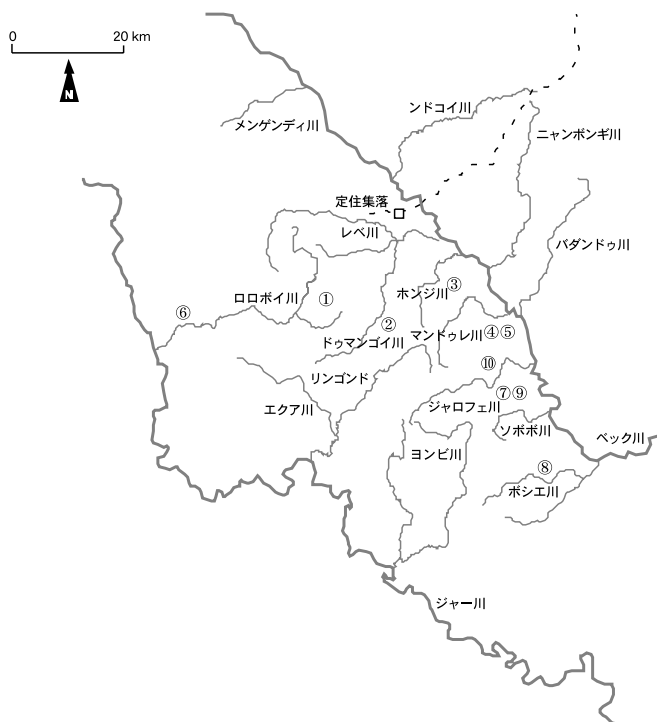 0 20 km
N
メンゲンディ川
ンドコイ川
ニャンボンギ川
定住集落
レベ川
バダンドゥ川
ロロボイ川
①
ホンジ川
③
⑥
②
ドゥマンゴイ川
マンドゥレ川
④⑤
⑩
リンゴンド
エクア川
⑦⑨
ジャロフェ川
ソボボ川
ベック川
ヨンビ川
⑧
ボシエ川
ジャー川